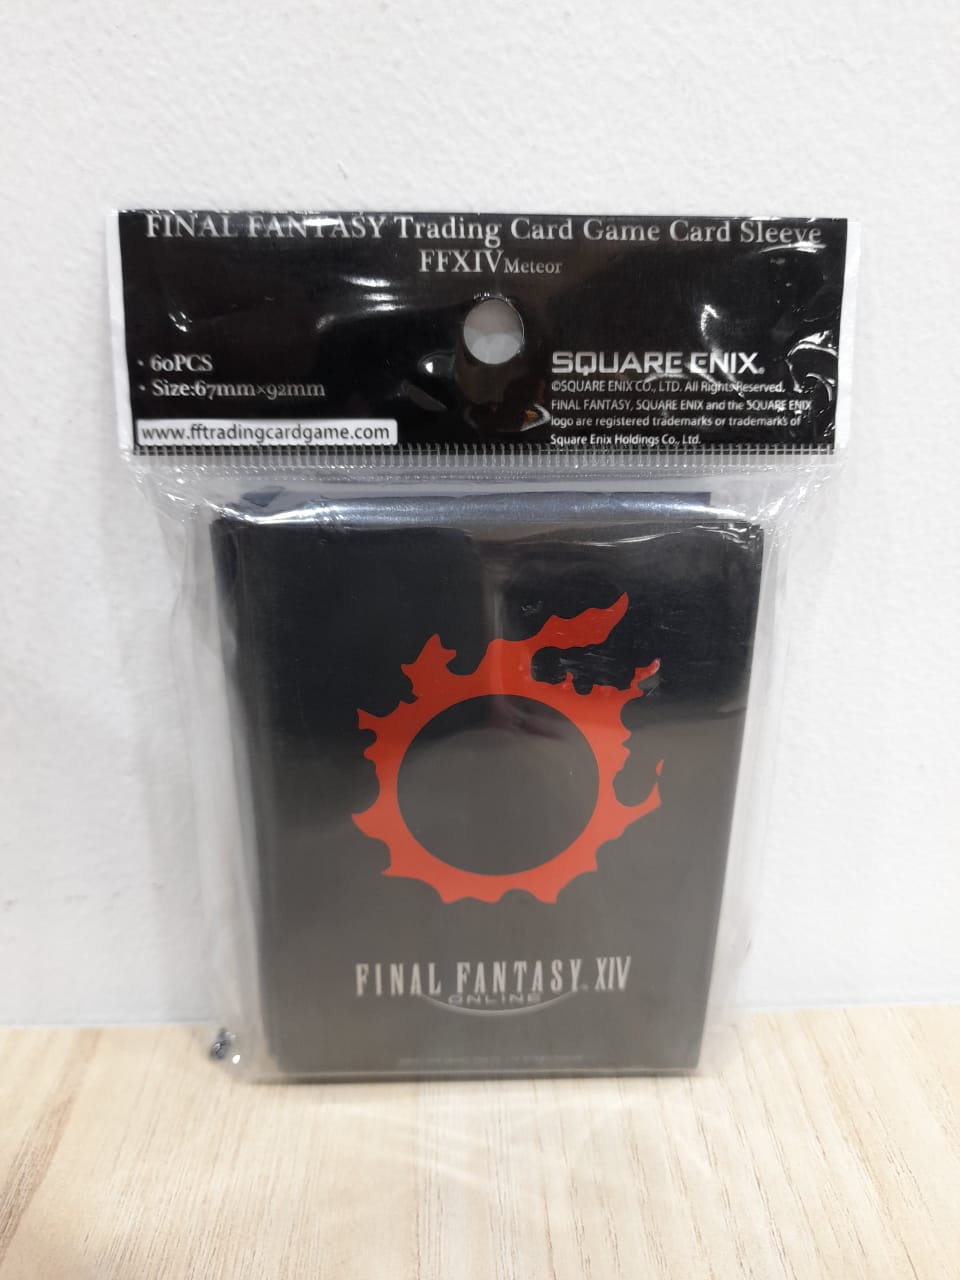 FINAL FANTASY Trading Card Game Card Sleeve
FFXIV Meteor
・60PCS
・Size:67mm×92mm
www.fftradingcardgame.com
SQUARE ENIX.
©SQUARE ENIX CO., LTD. All Rights Reserved.
FINAL FANTASY, SQUARE ENIX and the SQUARE ENIX
logo are registered trademarks or trademarks of
Square Enix Holdings Co., Ltd.
FINAL FANTASY® XIV
ONLINE